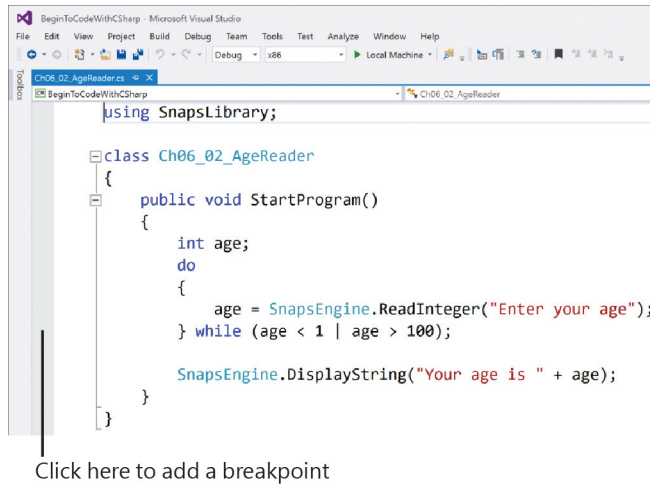 BeginToCodeWithCSharp - Microsoft Visual Studio
File Edit View Project Build Debug Team Tools Test Analyze Window Help
Debug x86 Local Machine
Toolbox
Ch06_02_AgeReader.cs
BeginToCodeWithCSharp Ch06_02_AgeReader
using SnapsLibrary;
class Ch06_02_AgeReader
{
public void StartProgram()
{
int age;
do
{
age = SnapsEngine.ReadInteger("Enter your age");
} while (age < 1 | age > 100);
SnapsEngine.DisplayString("Your age is " + age);
}
}
Click here to add a breakpoint